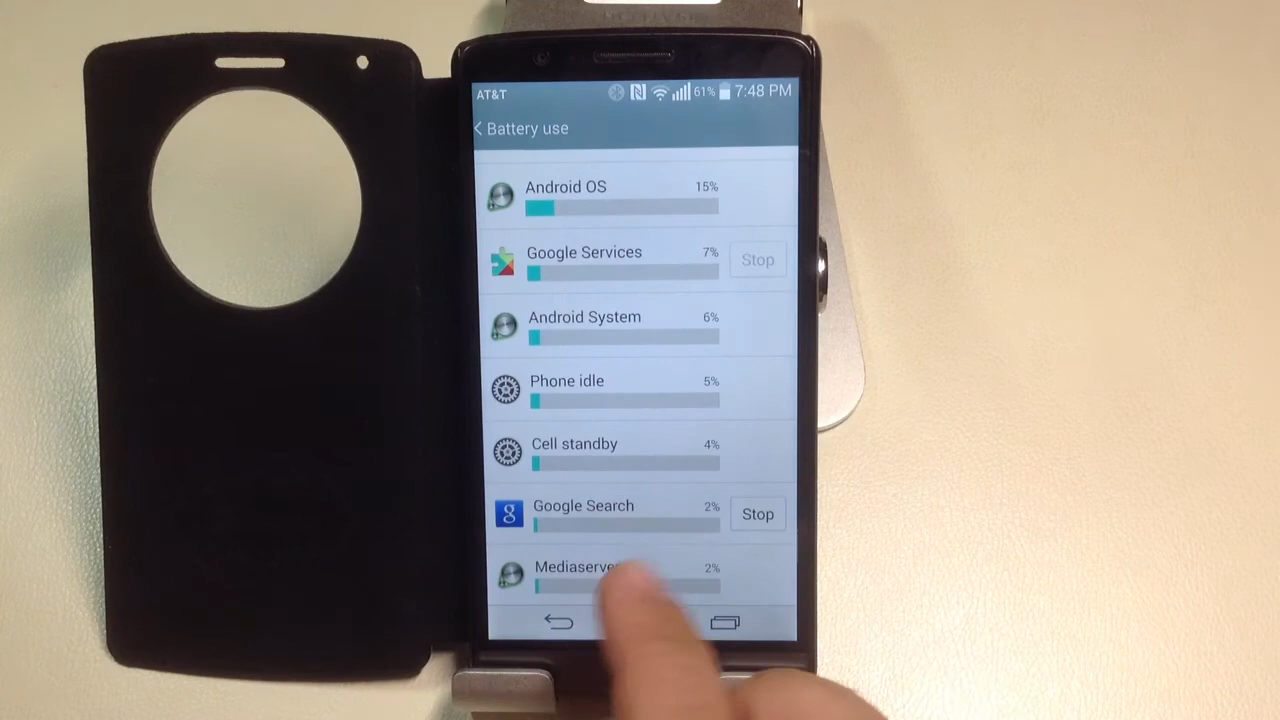 AT&T 61% 7:48 PM
Battery use
Android OS 15%
Google Services 7% Stop
Android System 6%
Phone idle 5%
Cell standby 4%
g Google Search 2% Stop
2%